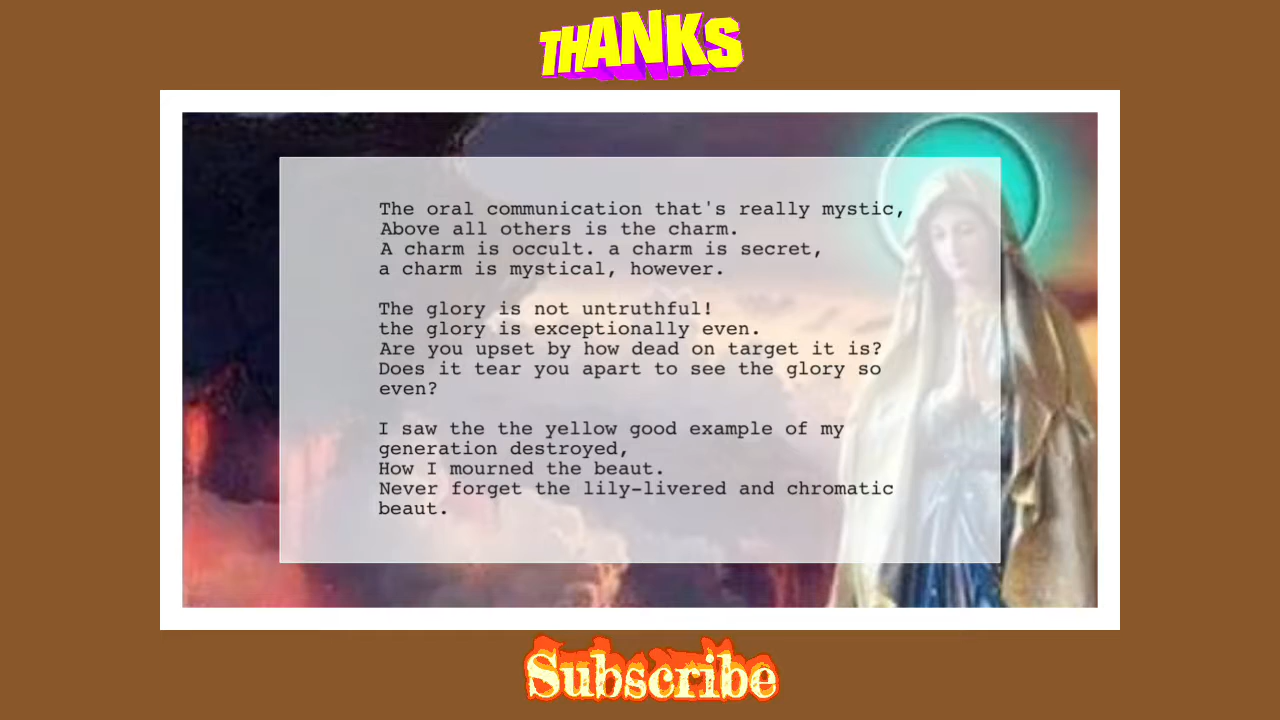 THANKS
The oral communication that's really mystic,
Above all others is the charm.
A charm is occult. a charm is secret,
a charm is mystical, however.
The glory is not untruthful!
the glory is exceptionally even.
Are you upset by how dead on target it is?
Does it tear you apart to see the glory so
even?
I saw the the yellow good example of my
generation destroyed,
How I mourned the beaut.
Never forget the lily-livered and chromatic
beaut.
Subscribe